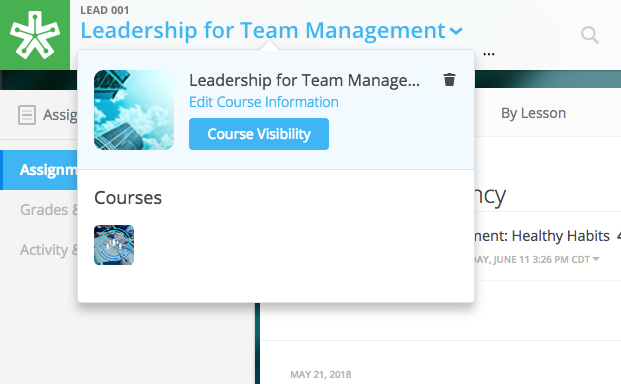 LEAD 001
Leadership for Team Management
...
Leadership for Team Manage...
Edit Course Information
Course Visibility
Courses
Assig
By Lesson
Assignm
Grades &
Activity &
ncy
ment: Healthy Habits 4
DAY, JUNE 11 3:26 PM CDT
MAY 21, 2018